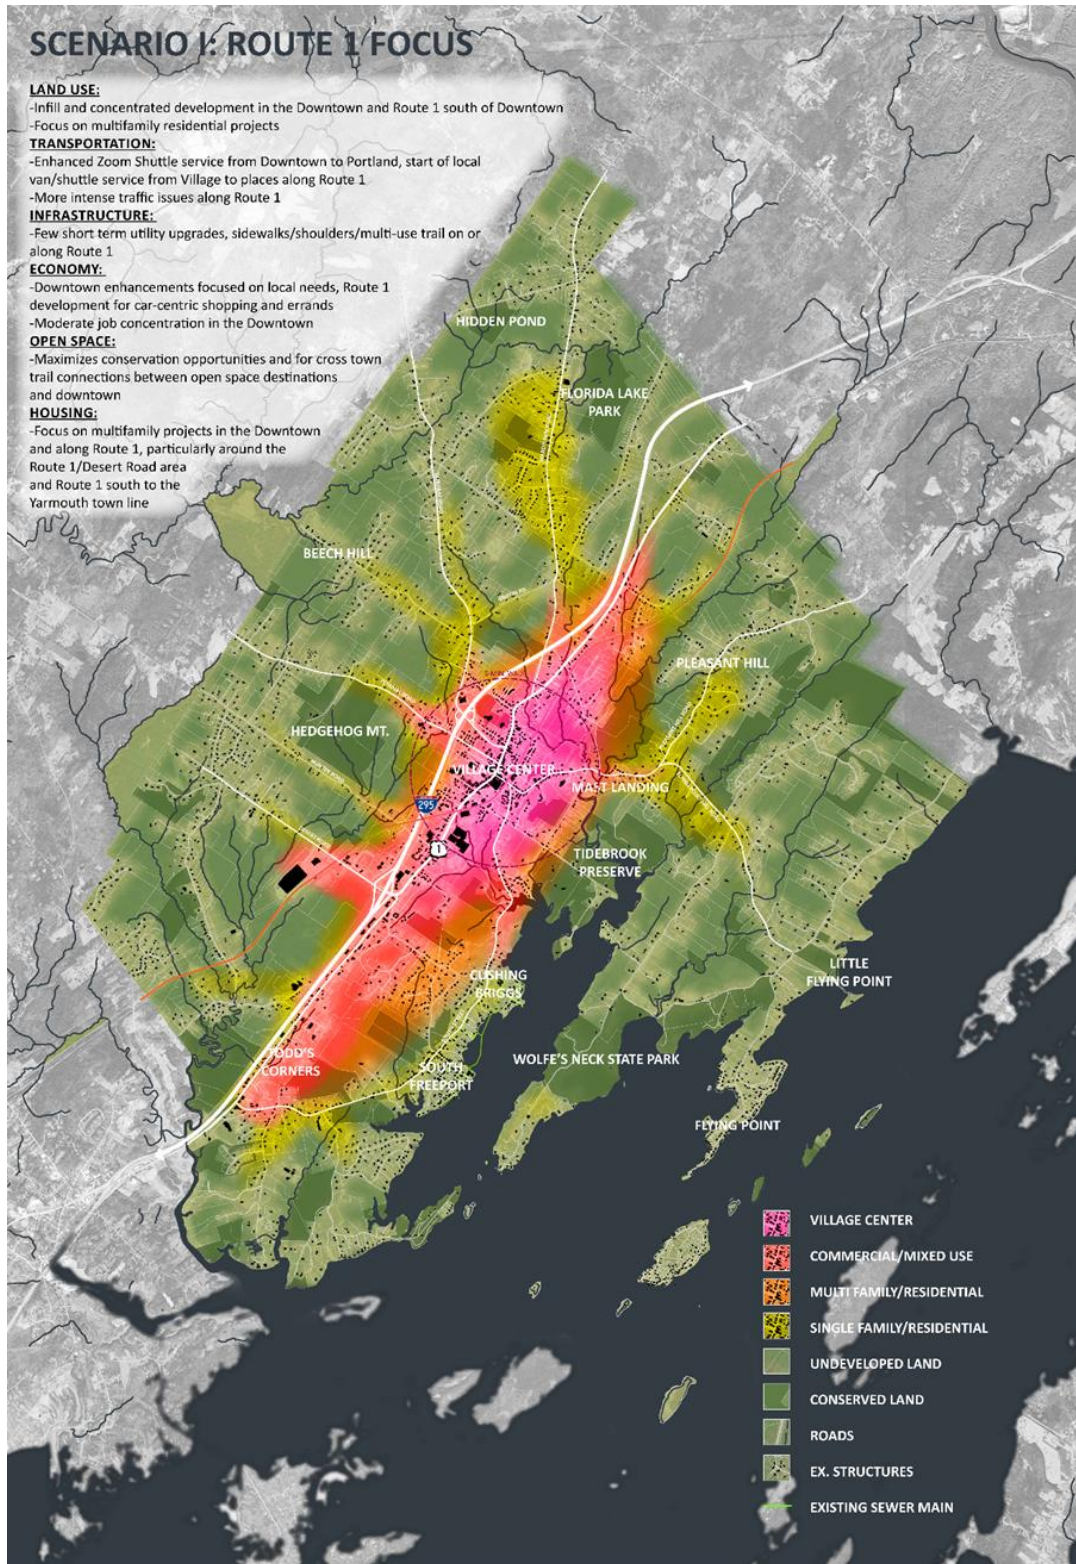 SCENARIO I: ROUTE 1 FOCUS
LAND USE:
-Infill and concentrated development in the Downtown and Route 1 south of Downtown
-Focus on multifamily residential projects
TRANSPORTATION:
-Enhanced Zoom Shuttle service from Downtown to Portland, start of local
van/shuttle service from Village to places along Route 1
-More intense traffic issues along Route 1
INFRASTRUCTURE:
-Few short term utility upgrades, sidewalks/shoulders/multi-use trail on or
along Route 1
ECONOMY:
-Downtown enhancements focused on local needs, Route 1
development for car-centric shopping and errands
-Moderate job concentration in the Downtown
OPEN SPACE:
-Maximizes conservation opportunities and for cross town
trail connections between open space destinations
and downtown
HOUSING:
-Focus on multifamily projects in the Downtown
and along Route 1, particularly around the
Route 1/Desert Road area
and Route 1 south to the
Yarmouth town line
HIDDEN POND
FLORIDA LAKE
PARK
BEECH HILL
PLEASANT HILL
HEDGEHOG MT.
VILLAGE CENTER
MAST LANDING
295
1
TIDEBROOK
PRESERVE
CUSHING
BRIGGS
LITTLE
FLYING POINT
TODD'S
CORNERS
SOUTH
FREEPORT
WOLFE'S NECK STATE PARK
FLYING POINT
VILLAGE CENTER
COMMERCIAL/MIXED USE
MULTI FAMILY/RESIDENTIAL
SINGLE FAMILY/RESIDENTIAL
UNDEVELOPED LAND
CONSERVED LAND
ROADS
EX. STRUCTURES
EXISTING SEWER MAIN